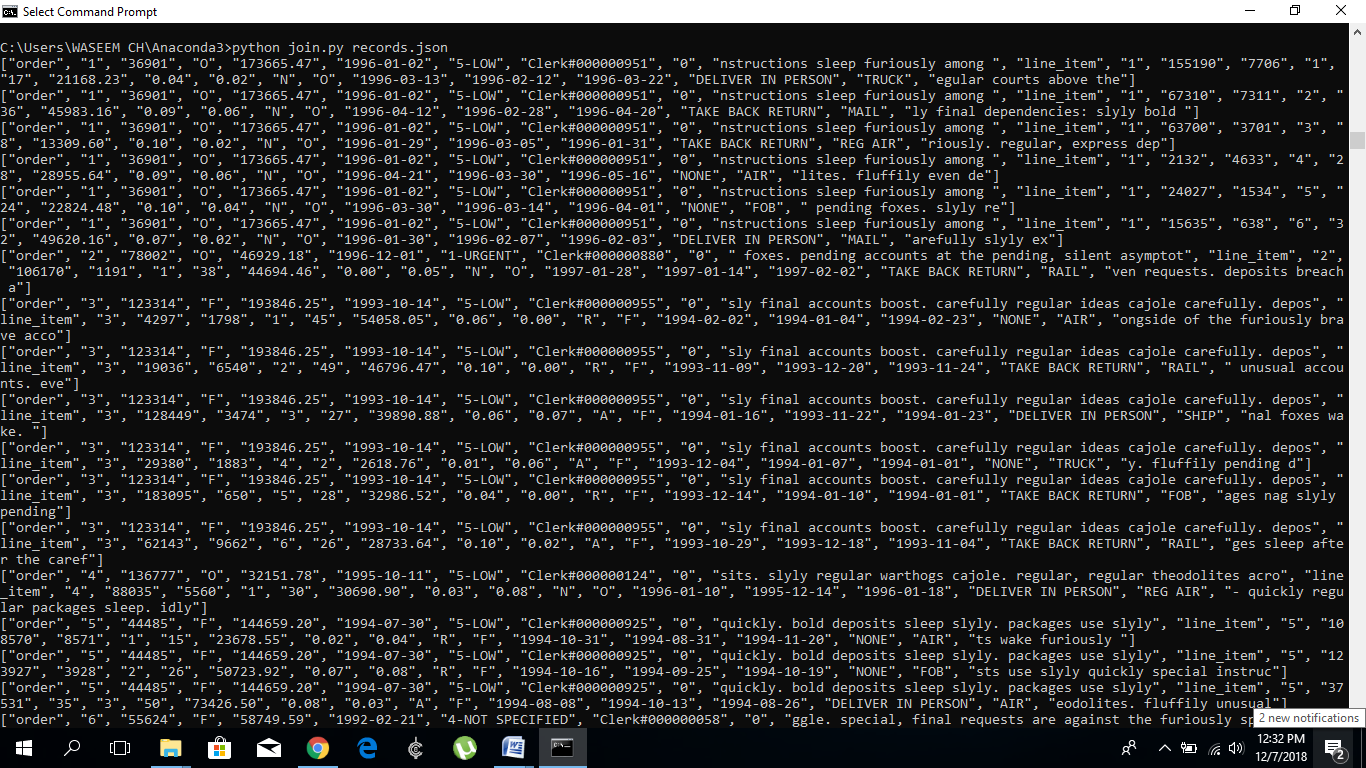 Select Command Prompt
C:\Users\WASEEM CH\Anaconda3>python join.py records.json
["order", "1", "36901", "O", "173665.47", "1996-01-02", "5-LOW", "Clerk#000000951", "0", "nstructions sleep furiously among ", "line_item", "1", "155190", "7706", "1",
"17", "21168.23", "0.04", "0.02", "N", "O", "1996-03-13", "1996-02-12", "1996-03-22", "DELIVER IN PERSON", "TRUCK", "egular courts above the"]
["order", "1", "36901", "O", "173665.47", "1996-01-02", "5-LOW", "Clerk#000000951", "0", "nstructions sleep furiously among ", "line_item", "1", "67310", "7311", "2", "
36", "45983.16", "0.09", "0.06", "N", "O", "1996-04-12", "1996-02-28", "1996-04-20", "TAKE BACK RETURN", "MAIL", "ly final dependencies: slyly bold "]
["order", "1", "36901", "O", "173665.47", "1996-01-02", "5-LOW", "Clerk#000000951", "0", "nstructions sleep furiously among ", "line_item", "1", "63700", "3701", "3", "
8", "13309.60", "0.10", "0.02", "N", "O", "1996-01-29", "1996-03-05", "1996-01-31", "TAKE BACK RETURN", "REG AIR", "riously. regular, express dep"]
["order", "1", "36901", "O", "173665.47", "1996-01-02", "5-LOW", "Clerk#000000951", "0", "nstructions sleep furiously among ", "line_item", "1", "2132", "4633", "4", "2
8", "28955.64", "0.09", "0.06", "N", "O", "1996-04-21", "1996-03-30", "1996-05-16", "NONE", "AIR", "lites. fluffily even de"]
["order", "1", "36901", "O", "173665.47", "1996-01-02", "5-LOW", "Clerk#000000951", "0", "nstructions sleep furiously among ", "line_item", "1", "24027", "1534", "5", "
24", "22824.48", "0.10", "0.04", "N", "O", "1996-03-30", "1996-03-14", "1996-04-01", "NONE", "FOB", " pending foxes. slyly re"]
["order", "1", "36901", "O", "173665.47", "1996-01-02", "5-LOW", "Clerk#000000951", "0", "nstructions sleep furiously among ", "line_item", "1", "15635", "638", "6", "3
2", "49620.16", "0.07", "0.02", "N", "O", "1996-01-30", "1996-02-07", "1996-02-03", "DELIVER IN PERSON", "MAIL", "arefully slyly ex"]
["order", "2", "78002", "O", "46929.18", "1996-12-01", "1-URGENT", "Clerk#000000880", "0", " foxes. pending accounts at the pending, silent asymptot", "line_item", "2",
"106170", "1191", "1", "38", "44694.46", "0.00", "0.05", "N", "O", "1997-01-28", "1997-01-14", "1997-02-02", "TAKE BACK RETURN", "RAIL", "ven requests. deposits breach
a"]
["order", "3", "123314", "F", "193846.25", "1993-10-14", "5-LOW", "Clerk#000000955", "0", "sly final accounts boost. carefully regular ideas cajole carefully. depos", "
line_item", "3", "4297", "1798", "1", "45", "54058.05", "0.06", "0.00", "R", "F", "1994-02-02", "1994-01-04", "1994-02-23", "NONE", "AIR", "ongside of the furiously bra
ve acco"]
["order", "3", "123314", "F", "193846.25", "1993-10-14", "5-LOW", "Clerk#000000955", "0", "sly final accounts boost. carefully regular ideas cajole carefully. depos", "
line_item", "3", "19036", "6540", "2", "49", "46796.47", "0.10", "0.00", "R", "F", "1993-11-09", "1993-12-20", "1993-11-24", "TAKE BACK RETURN", "RAIL", " unusual accou
nts. eve"]
["order", "3", "123314", "F", "193846.25", "1993-10-14", "5-LOW", "Clerk#000000955", "0", "sly final accounts boost. carefully regular ideas cajole carefully. depos", "
line_item", "3", "128449", "3474", "3", "27", "39890.88", "0.06", "0.07", "A", "F", "1994-01-16", "1993-11-22", "1994-01-23", "DELIVER IN PERSON", "SHIP", "nal foxes wa
ke. "]
["order", "3", "123314", "F", "193846.25", "1993-10-14", "5-LOW", "Clerk#000000955", "0", "sly final accounts boost. carefully regular ideas cajole carefully. depos", "
line_item", "3", "29380", "1883", "4", "2", "2618.76", "0.01", "0.06", "A", "F", "1993-12-04", "1994-01-07", "1994-01-01", "NONE", "TRUCK", "y. fluffily pending d"]
["order", "3", "123314", "F", "193846.25", "1993-10-14", "5-LOW", "Clerk#000000955", "0", "sly final accounts boost. carefully regular ideas cajole carefully. depos", "
line_item", "3", "183095", "650", "5", "28", "32986.52", "0.04", "0.00", "R", "F", "1993-12-14", "1994-01-10", "1994-01-01", "TAKE BACK RETURN", "FOB", "ages nag slyly
pending"]
["order", "3", "123314", "F", "193846.25", "1993-10-14", "5-LOW", "Clerk#000000955", "0", "sly final accounts boost. carefully regular ideas cajole carefully. depos", "
line_item", "3", "62143", "9662", "6", "26", "28733.64", "0.10", "0.02", "A", "F", "1993-10-29", "1993-12-18", "1993-11-04", "TAKE BACK RETURN", "RAIL", "ges sleep afte
r the caref"]
["order", "4", "136777", "O", "32151.78", "1995-10-11", "5-LOW", "Clerk#000000124", "0", "sits. slyly regular warthogs cajole. regular, regular theodolites acro", "line
_item", "4", "88035", "5560", "1", "30", "30690.90", "0.03", "0.08", "N", "O", "1996-01-10", "1995-12-14", "1996-01-18", "DELIVER IN PERSON", "REG AIR", "- quickly regu
lar packages sleep. idly"]
["order", "5", "44485", "F", "144659.20", "1994-07-30", "5-LOW", "Clerk#000000925", "0", "quickly. bold deposits sleep slyly. packages use slyly", "line_item", "5", "10
8570", "8571", "1", "15", "23678.55", "0.02", "0.04", "R", "F", "1994-10-31", "1994-08-31", "1994-11-20", "NONE", "AIR", "ts wake furiously "]
["order", "5", "44485", "F", "144659.20", "1994-07-30", "5-LOW", "Clerk#000000925", "0", "quickly. bold deposits sleep slyly. packages use slyly", "line_item", "5", "12
3927", "3928", "2", "26", "50723.92", "0.07", "0.08", "R", "F", "1994-10-16", "1994-09-25", "1994-10-19", "NONE", "FOB", "sts use slyly quickly special instruc"]
["order", "5", "44485", "F", "144659.20", "1994-07-30", "5-LOW", "Clerk#000000925", "0", "quickly. bold deposits sleep slyly. packages use slyly", "line_item", "5", "37
531", "35", "3", "50", "73426.50", "0.08", "0.03", "A", "F", "1994-08-08", "1994-10-13", "1994-08-26", "DELIVER IN PERSON", "AIR", "eodolites. fluffily unusual"]
["order", "6", "55624", "F", "58749.59", "1992-02-21", "4-NOT SPECIFIED", "Clerk#000000058", "0", "ggle. special, final requests are against the furiously sp
2 new notifications
12:32 PM
12/7/2018
2